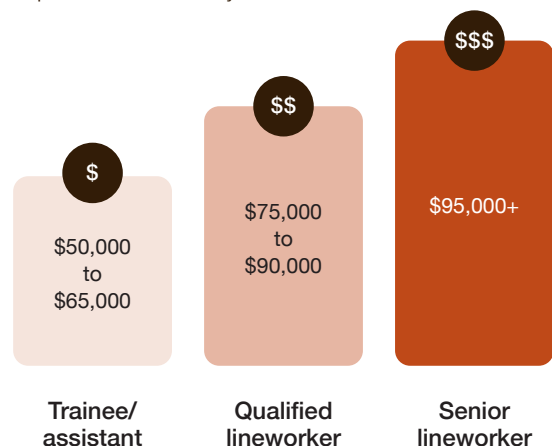 $$$
$$
$
$95,000+
$75,000
to
$90,000
$50,000
to
$65,000
Trainee/
assistant
Qualified
lineworker
Senior
lineworker